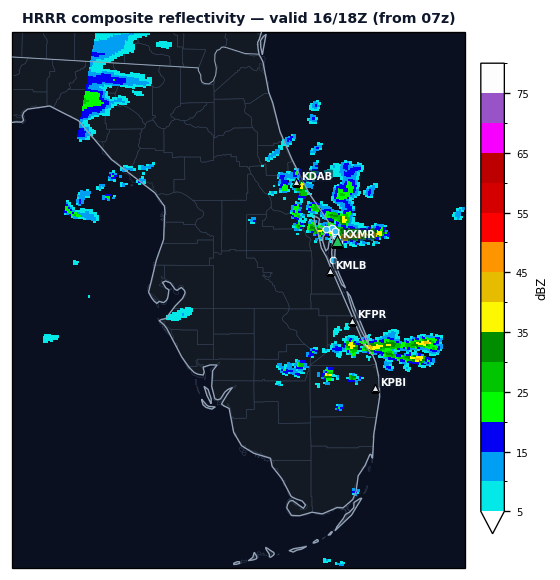 HRRR composite reflectivity — valid 16/18Z (from 07z)
KDAB
KXMR
KMLB
KFPR
KPBI
75
65
55
45
35
25
15
5
dBZ